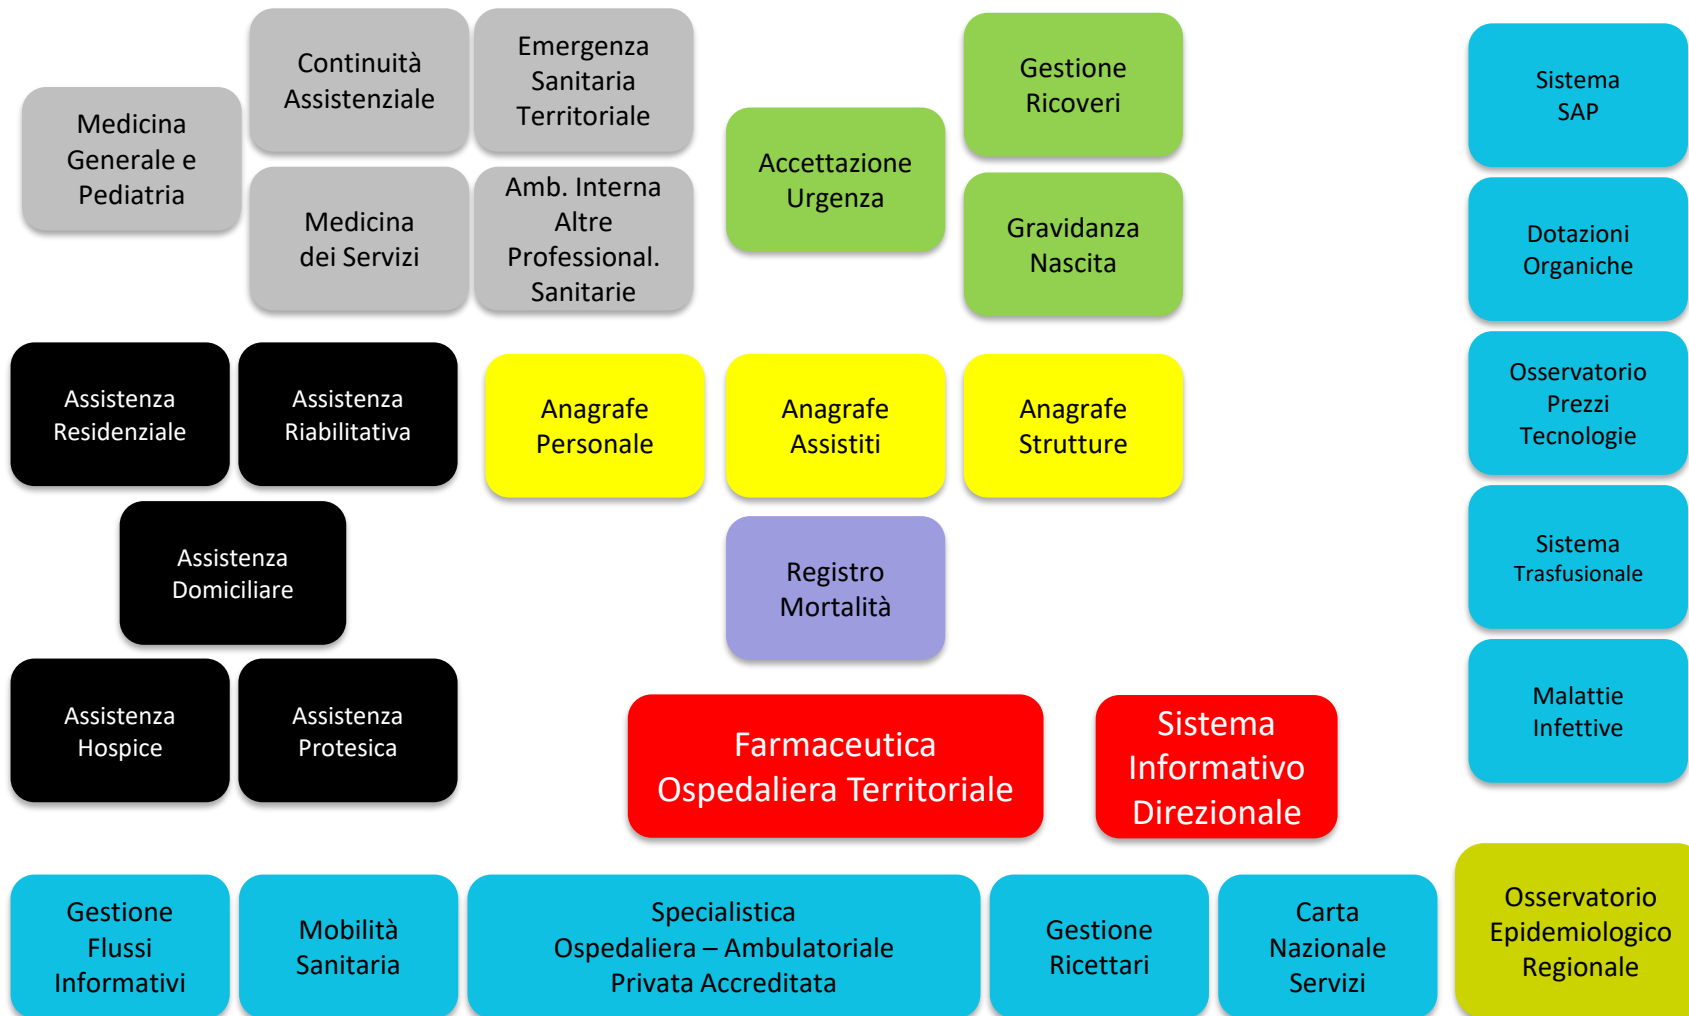 Medicina
Generale e
Pediatria
Continuità
Assistenziale
Emergenza
Sanitaria
Territoriale
Medicina
dei Servizi
Amb. Interna
Altre
Professional.
Sanitarie
Accettazione
Urgenza
Gestione
Ricoveri
Gravidanza
Nascita
Sistema
SAP
Dotazioni
Organiche
Osservatorio
Prezzi
Tecnologie
Sistema
Trasfusionale
Malattie
Infettive
Assistenza
Residenziale
Assistenza
Riabilitativa
Assistenza
Domiciliare
Assistenza
Hospice
Assistenza
Protesica
Anagrafe
Personale
Anagrafe
Assistiti
Anagrafe
Strutture
Registro
Mortalità
Farmaceutica
Ospedaliera Territoriale
Sistema
Informativo
Direzionale
Gestione
Flussi
Informativi
Mobilità
Sanitaria
Specialistica
Ospedaliera – Ambulatoriale
Privata Accreditata
Gestione
Ricettari
Carta
Nazionale
Servizi
Osservatorio
Epidemiologico
Regionale